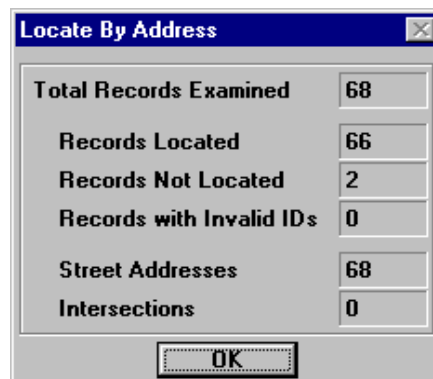 Locate By Address
Total Records Examined 68
Records Located 66
Records Not Located 2
Records with Invalid IDs 0
Street Addresses 68
Intersections 0
OK